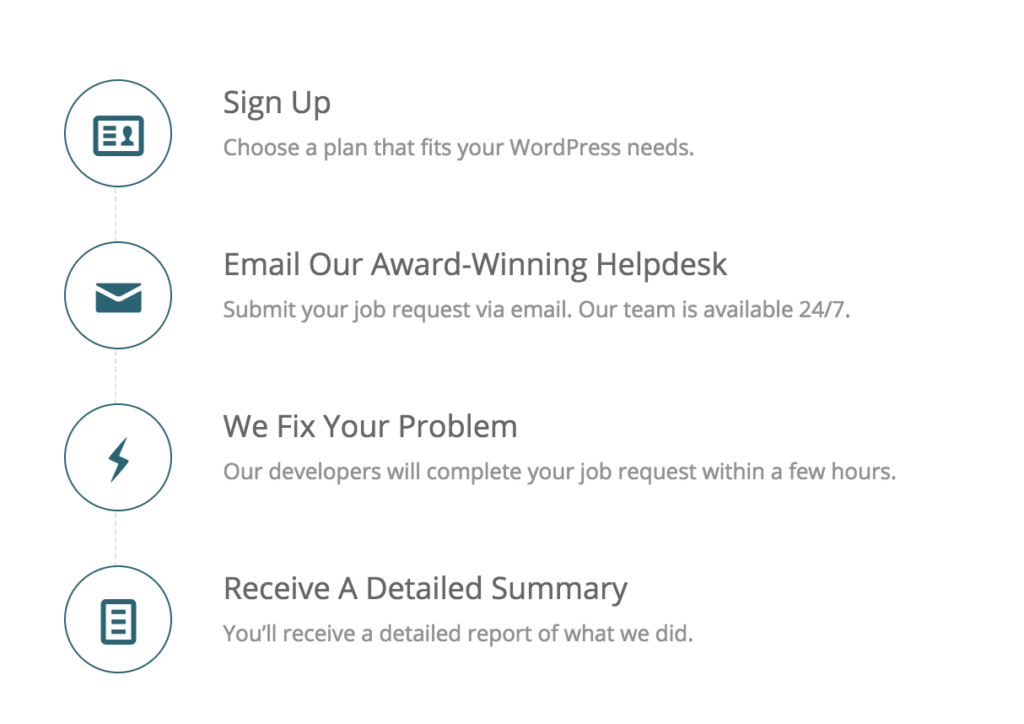 Sign Up
Choose a plan that fits your WordPress needs.
Email Our Award-Winning Helpdesk
Submit your job request via email. Our team is available 24/7.
We Fix Your Problem
Our developers will complete your job request within a few hours.
Receive A Detailed Summary
You’ll receive a detailed report of what we did.